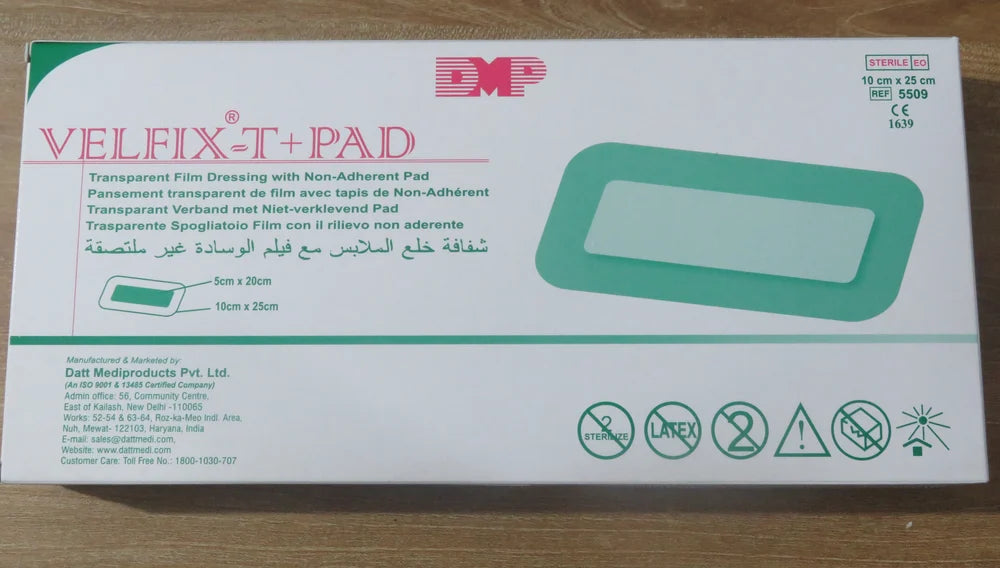 DMP
STERILE EO
10 cm x 25 cm
REF 5509
CE
1639
VELFIX®-T+PAD
Transparent Film Dressing with Non-Adherent Pad
Pansement transparent de film avec tapis de Non-Adhérent
Transparant Verband met Niet-verklevend Pad
Trasparente Spogliatoio Film con il rilievo non aderente
شفافة خلع الملابس مع فيلم الوسادة غير ملتصقة
5cm x 20cm
10cm x 25cm
Manufactured & Marketed by:
Datt Mediproducts Pvt. Ltd.
(An ISO 9001 & 13485 Certified Company)
Admin office: 56, Community Centre,
East of Kailash, New Delhi -110065
Works: 52-54 & 63-64, Roz-ka-Meo Indl. Area,
Nuh, Mewat- 122103, Haryana, India
E-mail: sales@dattmedi.com,
Website: www.dattmedi.com
Customer Care: Toll Free No.: 1800-1030-707
2
STERILIZE
LATEX
2
!